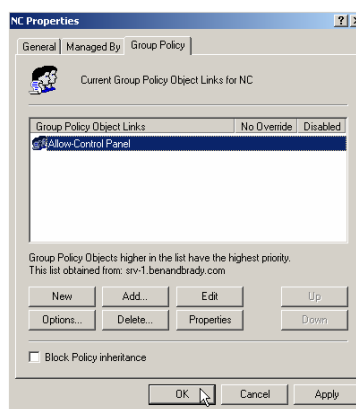 NC Properties
General Managed By Group Policy
Current Group Policy Object Links for NC
Group Policy Object Links No Override Disabled
Allow-Control Panel
Group Policy Objects higher in the list have the highest priority.
This list obtained from: srv-1.benandbrady.com
New Add... Edit Up
Options... Delete... Properties Down
Block Policy inheritance
OK Cancel Apply